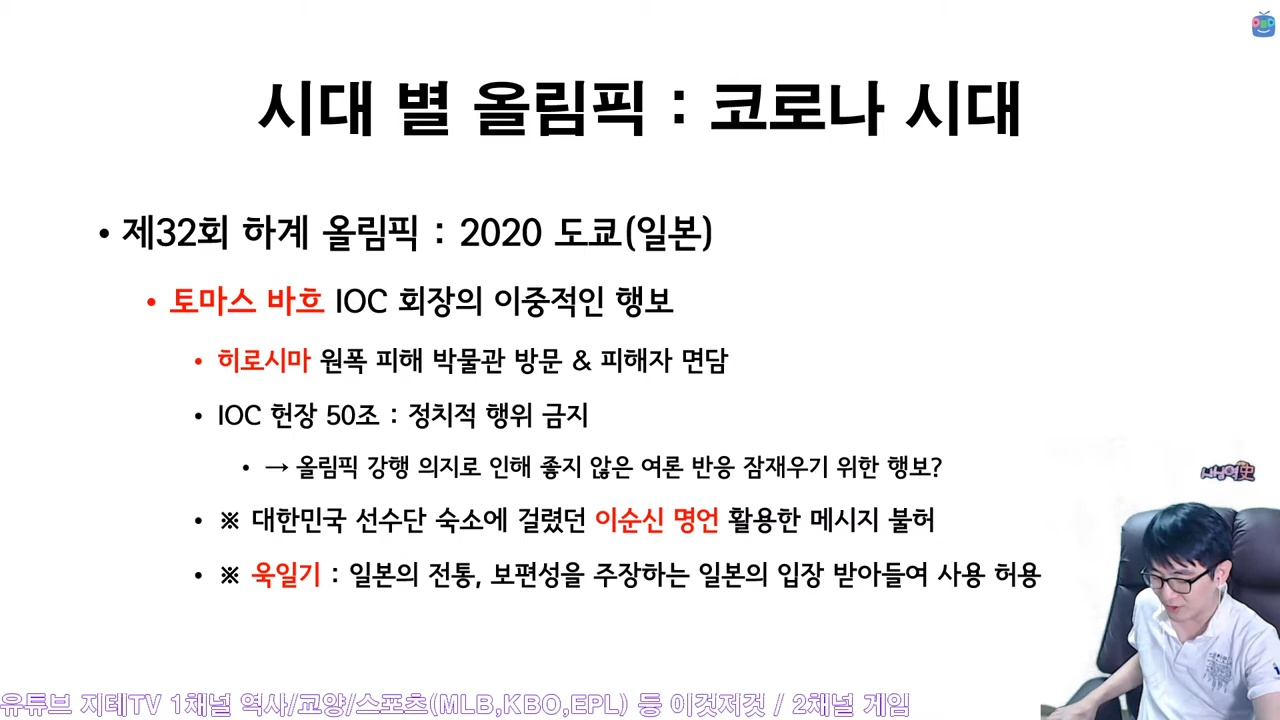 시대 별 올림픽 : 코로나 시대
• 제32회 하계 올림픽 : 2020 도쿄(일본)
• 토마스 바흐 IOC 회장의 이중적인 행보
• 히로시마 원폭 피해 박물관 방문 & 피해자 면담
• IOC 헌장 50조 : 정치적 행위 금지
• → 올림픽 강행 의지로 인해 좋지 않은 여론 반응 잠재우기 위한 행보?
• ※ 대한민국 선수단 숙소에 걸렸던 이순신 명언 활용한 메시지 불허
• ※ 욱일기 : 일본의 전통, 보편성을 주장하는 일본의 입장 받아들여 사용 허용
유튜브 지테TV 1채널 역사/교양/스포츠(MLB,KBO,EPL) 등 이것저것 / 2채널 게임